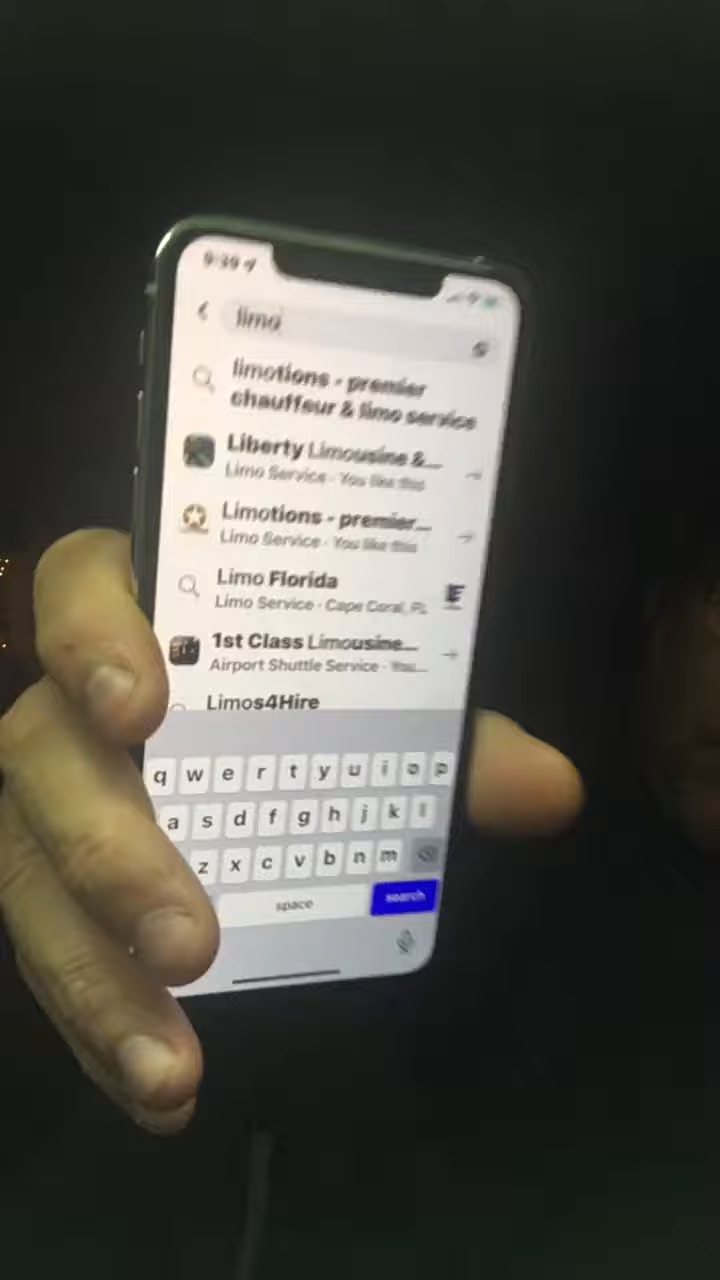 9:39
limo
limotions - premier
chauffeur & limo service
Liberty Limousine &...
Limo Service · You like this
Limotions - premier...
Limo Service · You like this
Limo Florida
Limo Service · Cape Coral, FL
1st Class Limousine...
Airport Shuttle Service · You...
Limos4Hire
q w e r t y u i o p
a s d f g h j k l
z x c v b n m
space search